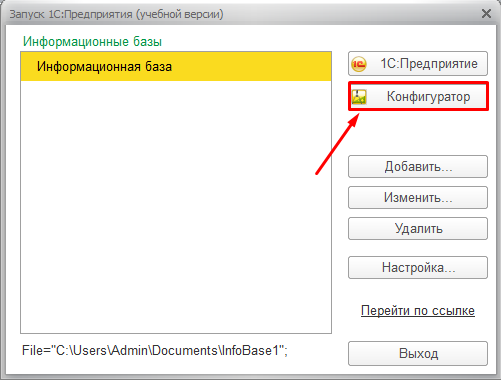 Запуск 1С:Предприятия (учебной версии)
Информационные базы
Информационная база
1С:Предприятие
Конфигуратор
Добавить...
Изменить...
Удалить
Настройка...
Перейти по ссылке
File="C:\Users\Admin\Documents\InfoBase1";
Выход